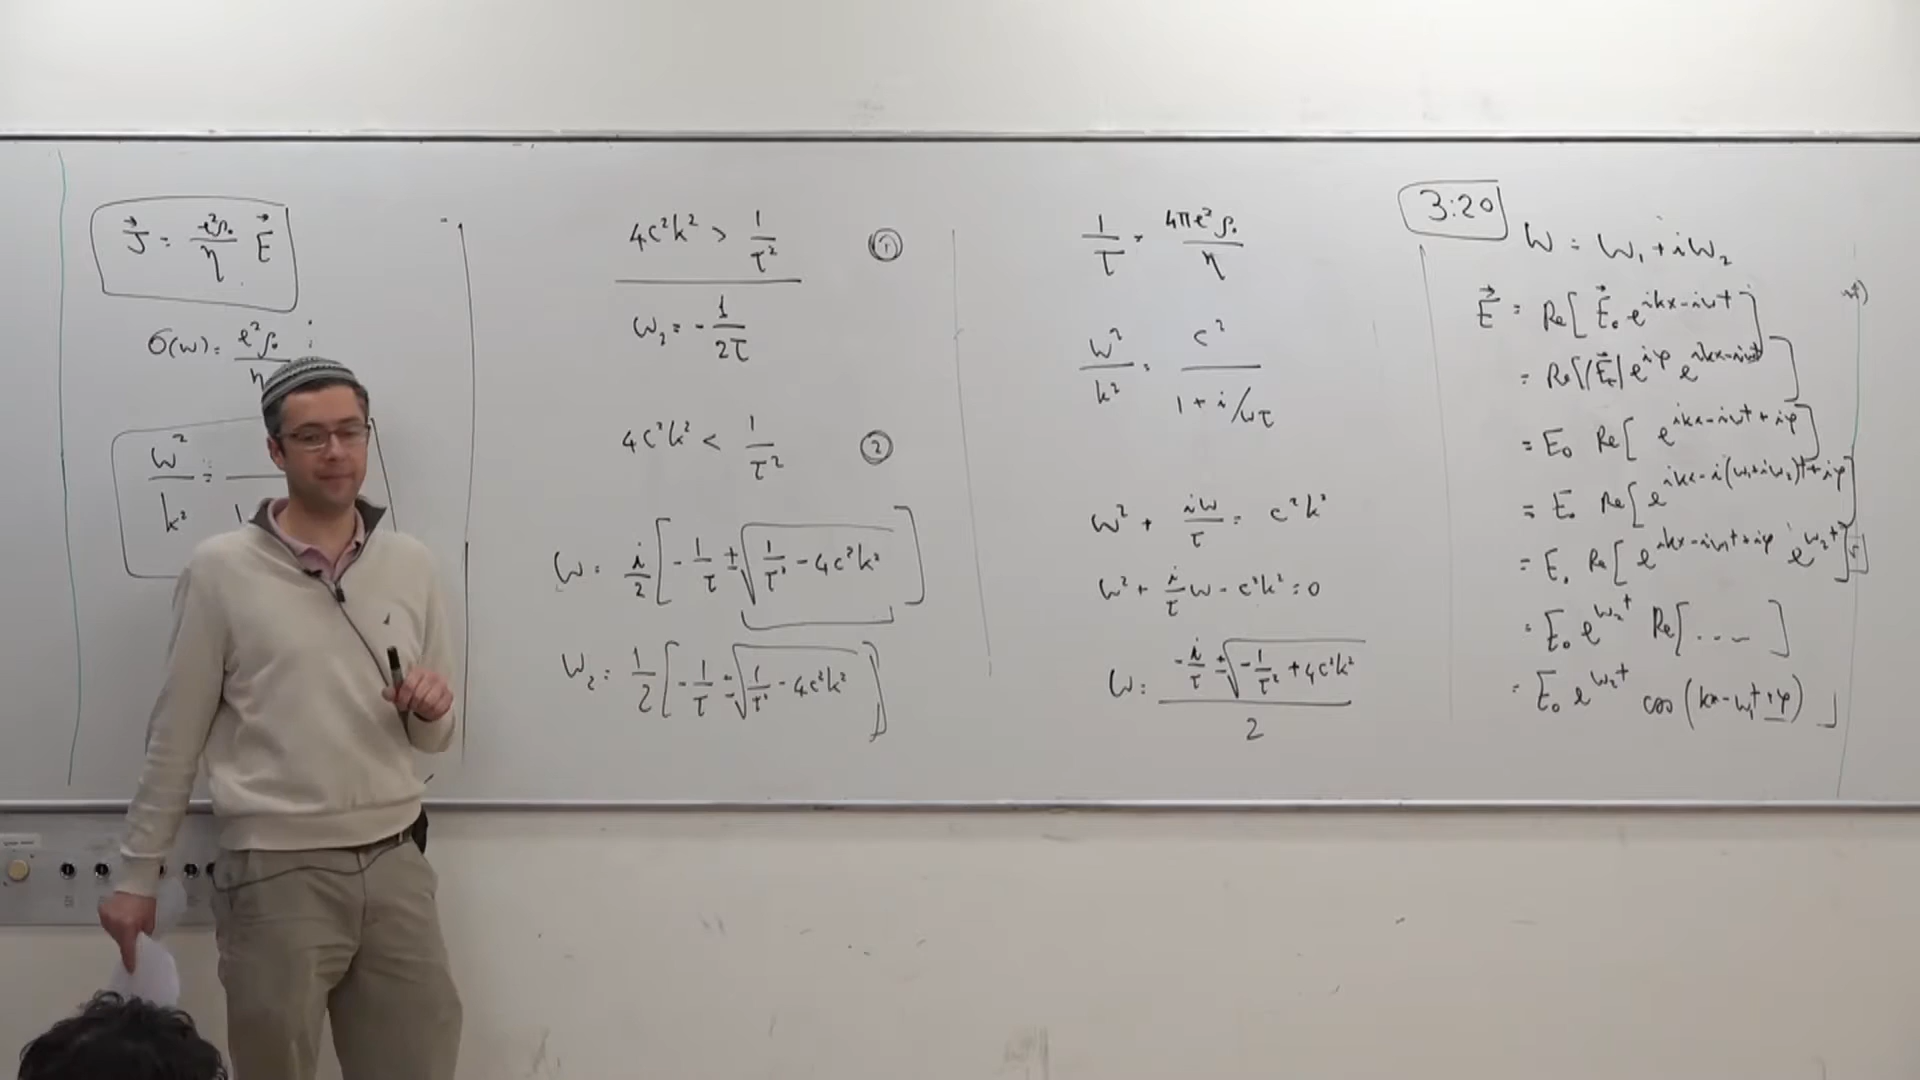 J⃗ = e²ρ₀/η E⃗
σ(ω) = e²ρ₀/η
ω²/k² =
4c²k² > 1/τ² ①
ω₂ = -1/2τ
4c²k² < 1/τ² ②
ω = i/2 [ -1/τ ± √(1/τ² - 4c²k²) ]
ω₂ = 1/2 [ -1/τ ± √(1/τ² - 4c²k²) ]
1/τ = 4πe²ρ₀/η
ω²/k² = c²/(1 + i/ωτ)
ω² + iω/τ = c²k²
ω² + i/τ ω - c²k² = 0
ω = (-i/τ ± √(-1/τ² + 4c²k²))/2
3:20
ω = ω₁ + iω₂
E⃗ = Re[ E⃗₀ e^{ikx-iωt} ]
= Re[ |E⃗₀| e^{iφ} e^{ikx-iωt} ]
= E₀ Re[ e^{ikx-iωt+iφ} ]
= E₀ Re[ e^{ikx-i(ω₁+iω₂)t+iφ} ]
= E₀ Re[ e^{ikx-iω₁t+iφ} e^{ω₂t} ]
= E₀ e^{ω₂t} Re[ .... ]
= E₀ e^{ω₂t} cos(kx-ω₁t+φ)